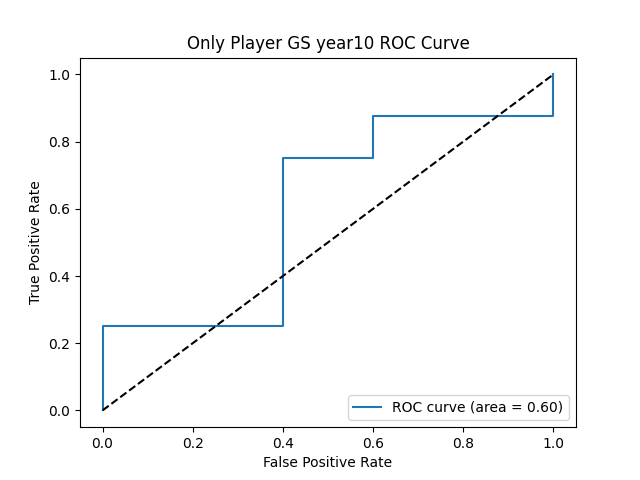 Only Player GS year10 ROC Curve
True Positive Rate
1.0
0.8
0.6
0.4
0.2
0.0
0.0 0.2 0.4 0.6 0.8 1.0
False Positive Rate
ROC curve (area = 0.60)